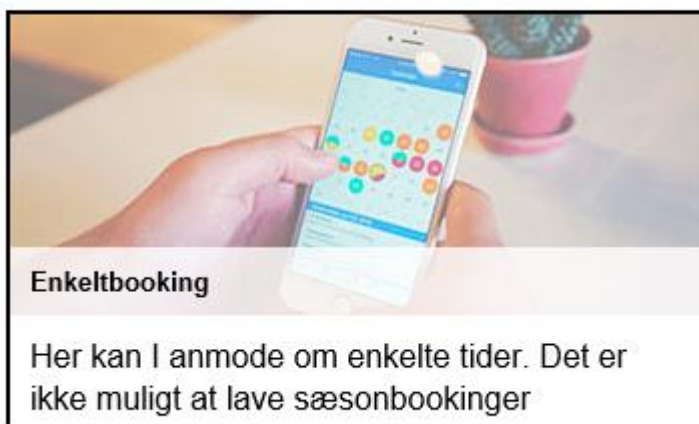 Enkeltbooking
Her kan I anmode om enkelte tider. Det er
ikke muligt at lave sæsonbookinger